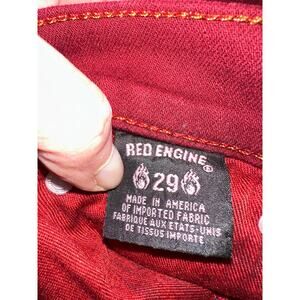 RED ENGINE®
29
MADE IN AMERICA
OF IMPORTED FABRIC
FABRIQUE AUX ETATS-UNIS
DE TISSUS IMPORTE